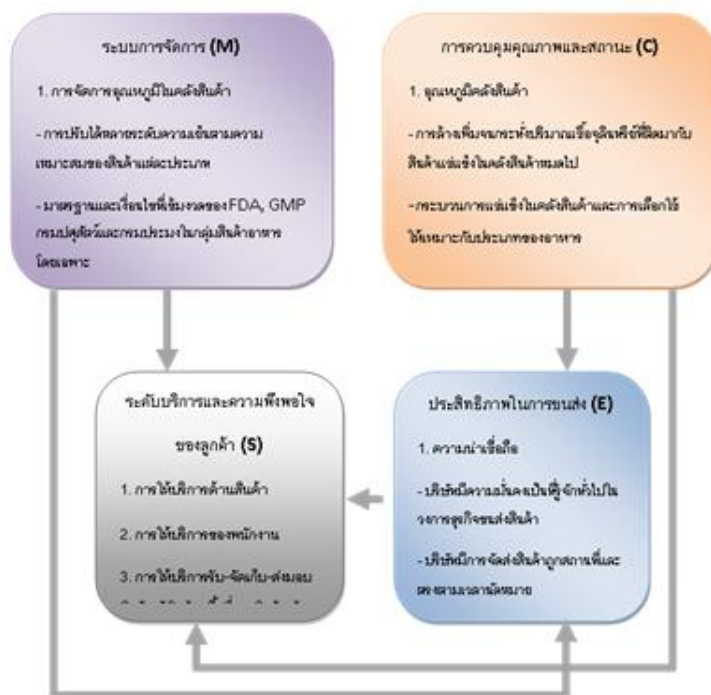 ระบบการจัดการ (M)
1. การจัดการอุณหภูมิในคลังสินค้า
- การปรับได้หลายระดับความเย็นตามความ
เหมาะสมของสินค้าแต่ละประเภท
- มาตรฐานและเงื่อนไขที่เข้มงวดของ FDA, GMP
กรมปศุสัตว์และกรมประมงในกลุ่มสินค้าอาหาร
โดยเฉพาะ
การควบคุมคุณภาพและสถานะ (C)
1. อุณหภูมิคลังสินค้า
- การล้างเพิ่มจนกระทั่งปริมาณเชื้อจุลินทรีย์ที่ติดมากับ
สินค้าแช่แข็งในคลังสินค้าหมดไป
-กระบวนการแช่แข็งในคลังสินค้าและการเลือกใช้
ให้เหมาะกับประเภทของอาหาร
ระดับบริการและความพึงพอใจ
ของลูกค้า (S)
1. การให้บริการด้านสินค้า
2. การให้บริการของพนักงาน
3. การให้บริการรับ-จัดเก็บ-ส่งมอบ
ประสิทธิภาพในการขนส่ง (E)
1. ความน่าเชื่อถือ
-บริษัทมีความมั่นคงเป็นที่รู้จักทั่วไปใน
วงการธุรกิจขนส่งสินค้า
-บริษัทมีการจัดส่งสินค้าถูกสถานที่และ
ตรงตามเวลานัดหมาย